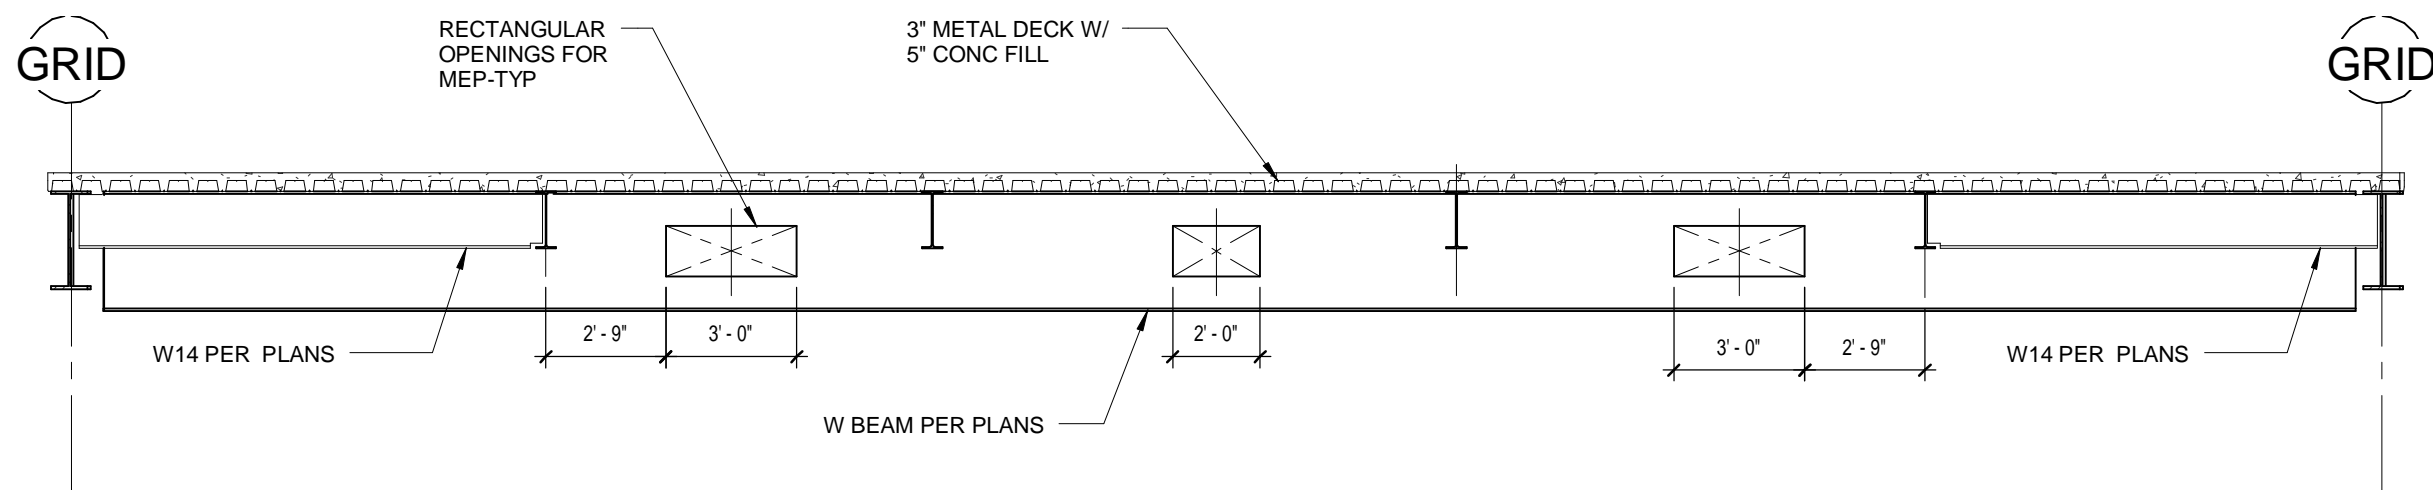 GRID
RECTANGULAR
OPENINGS FOR
MEP-TYP
3" METAL DECK W/
5" CONC FILL
GRID
2' - 9"
3' - 0"
2' - 0"
3' - 0"
2' - 9"
W14 PER PLANS
W14 PER PLANS
W BEAM PER PLANS